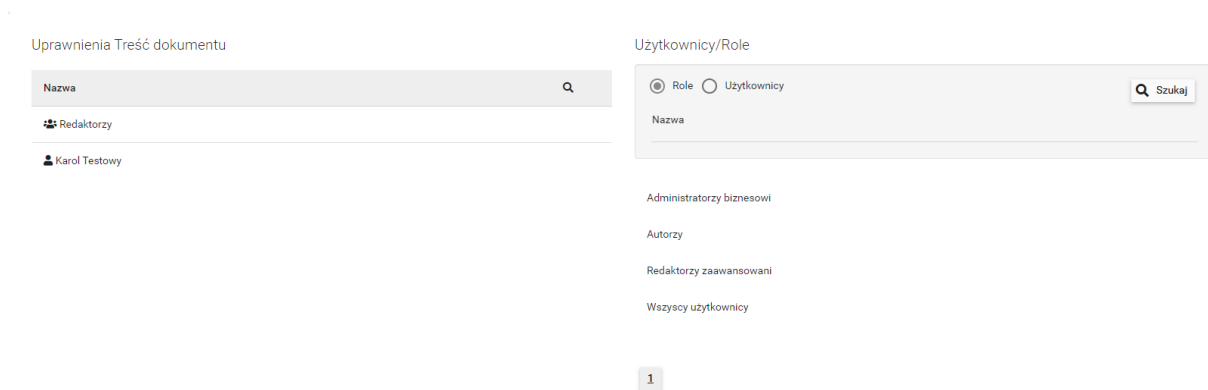 Uprawnienia Treść dokumentu
Nazwa
Redaktorzy
Karol Testowy
Użytkownicy/Role
Role Użytkownicy
Szukaj
Nazwa
Administratorzy biznesowi
Autorzy
Redaktorzy zaawansowani
Wszyscy użytkownicy
1